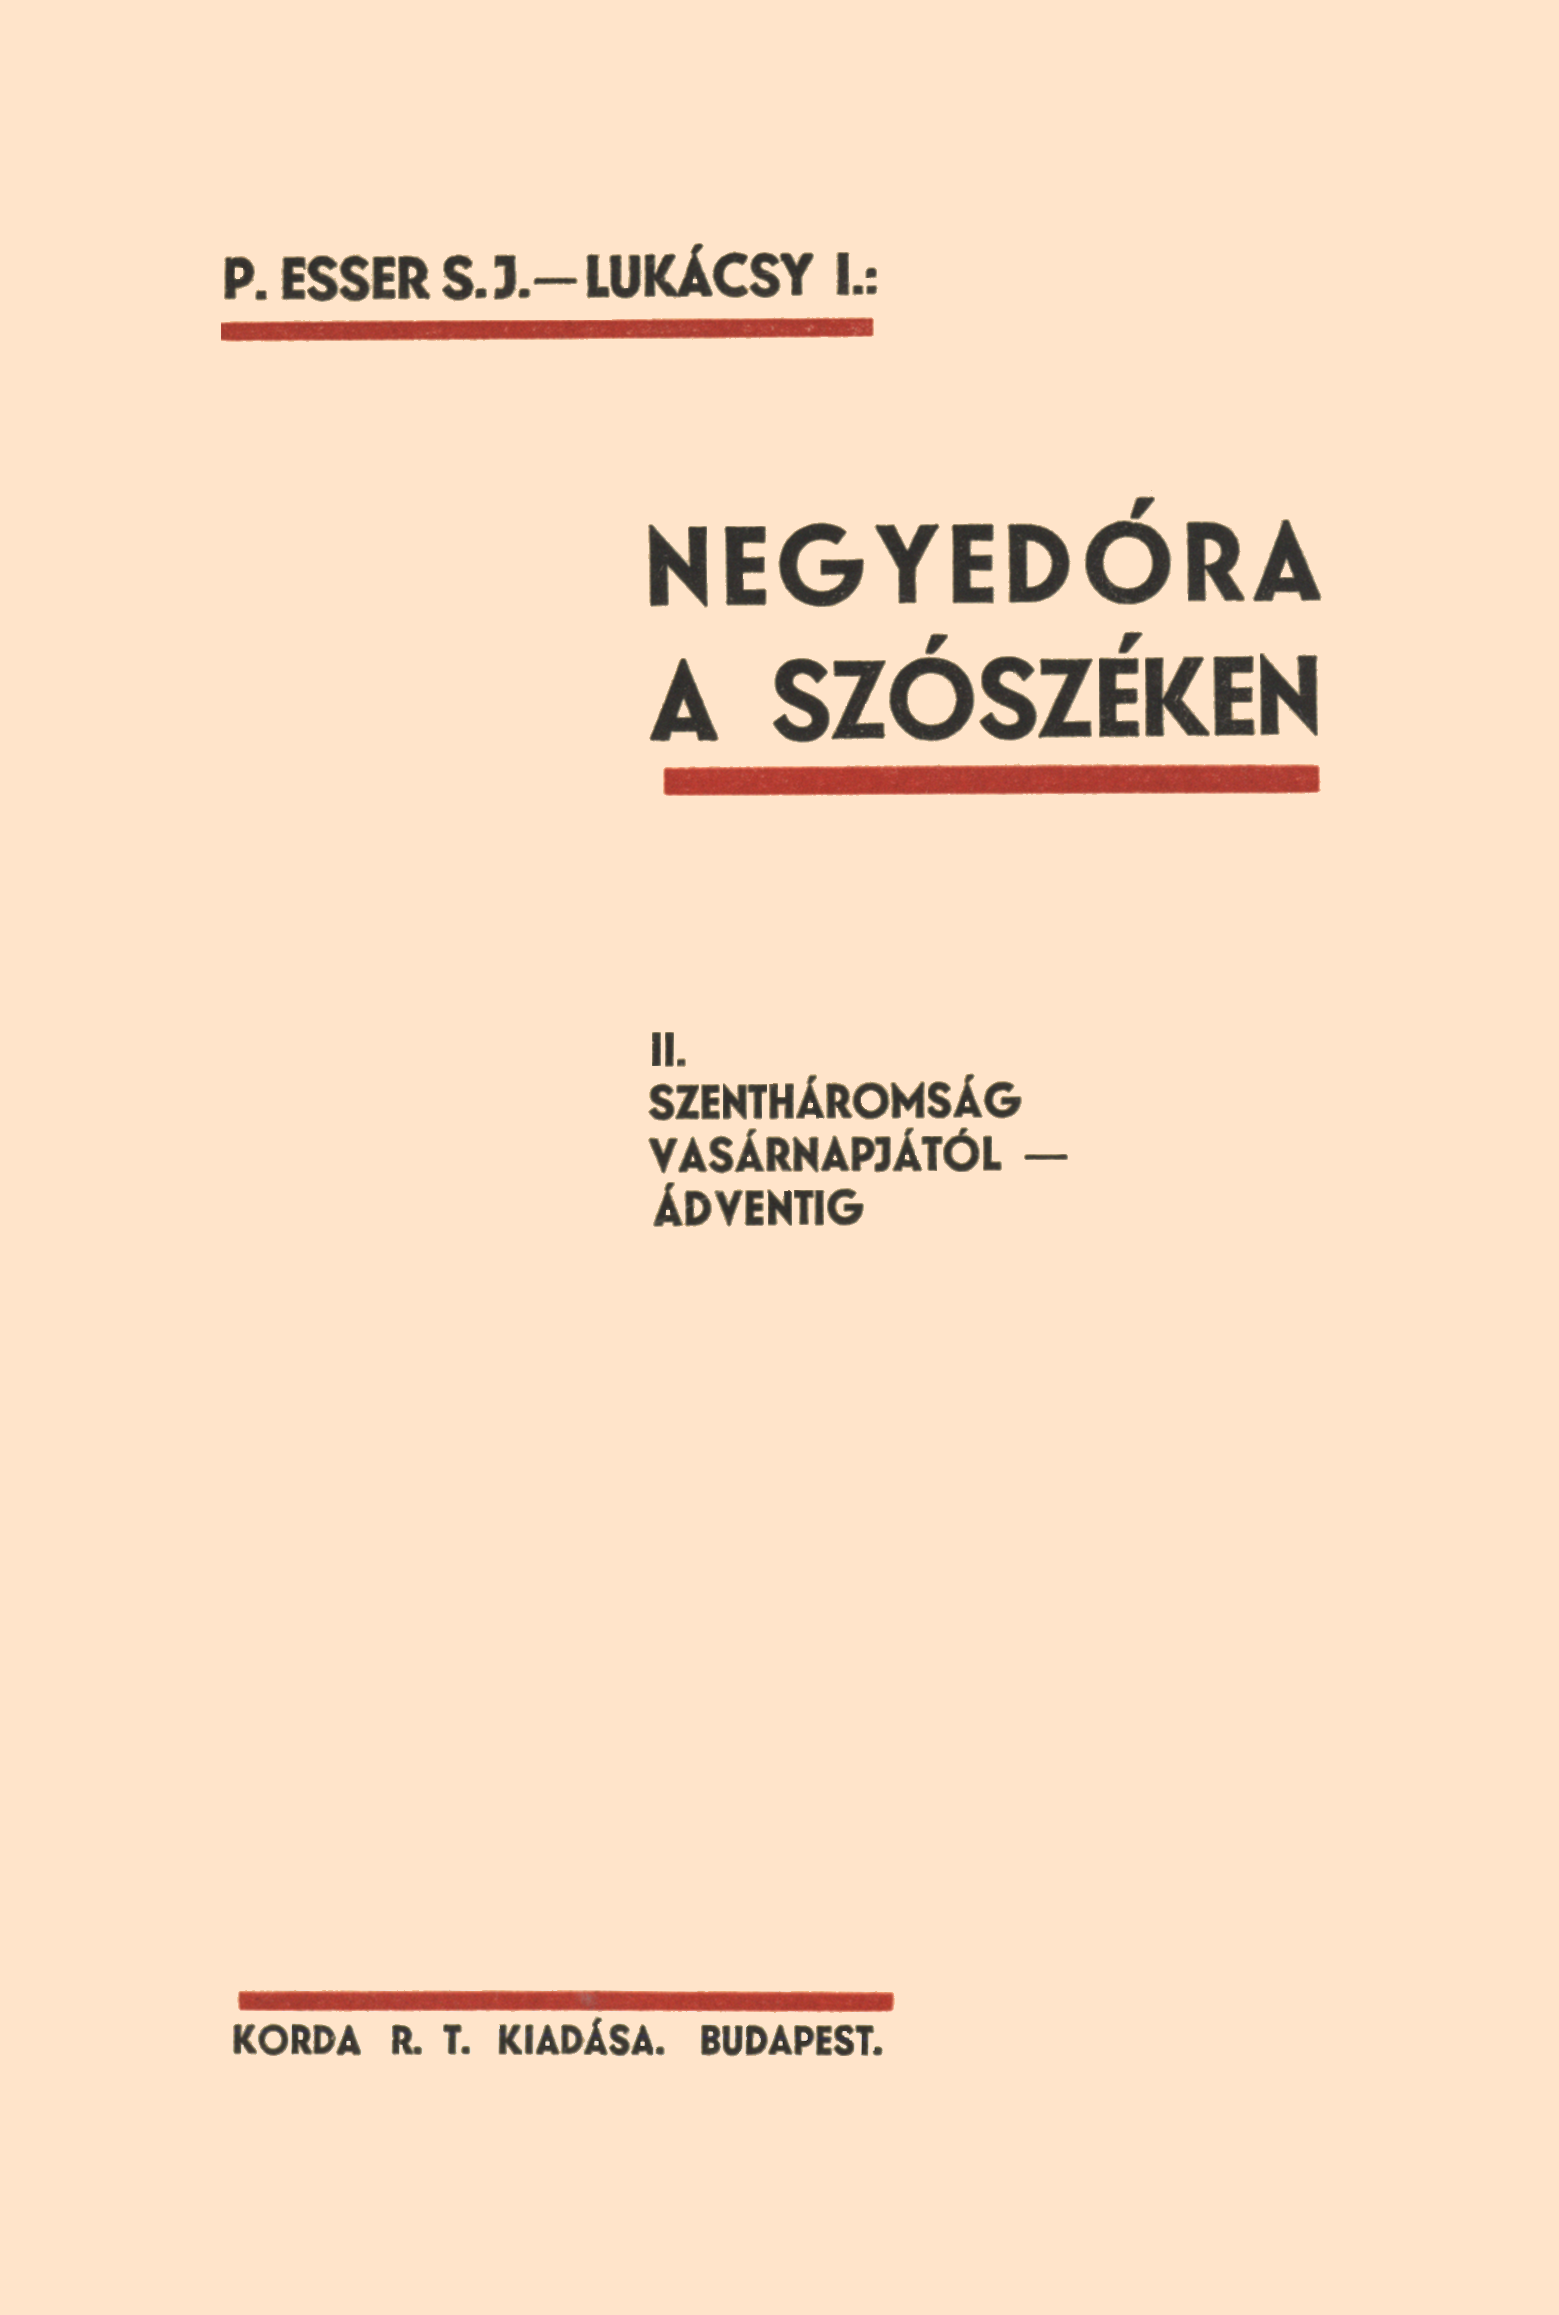 P. ESSER S. J.—LUKÁCSY I.:
NEGYEDÓRA
A SZÓSZÉKEN
II.
SZENTHÁROMSÁG
VASÁRNAPJÁTÓL —
ÁDVENTIG
KORDA R. T. KIADÁSA. BUDAPEST.